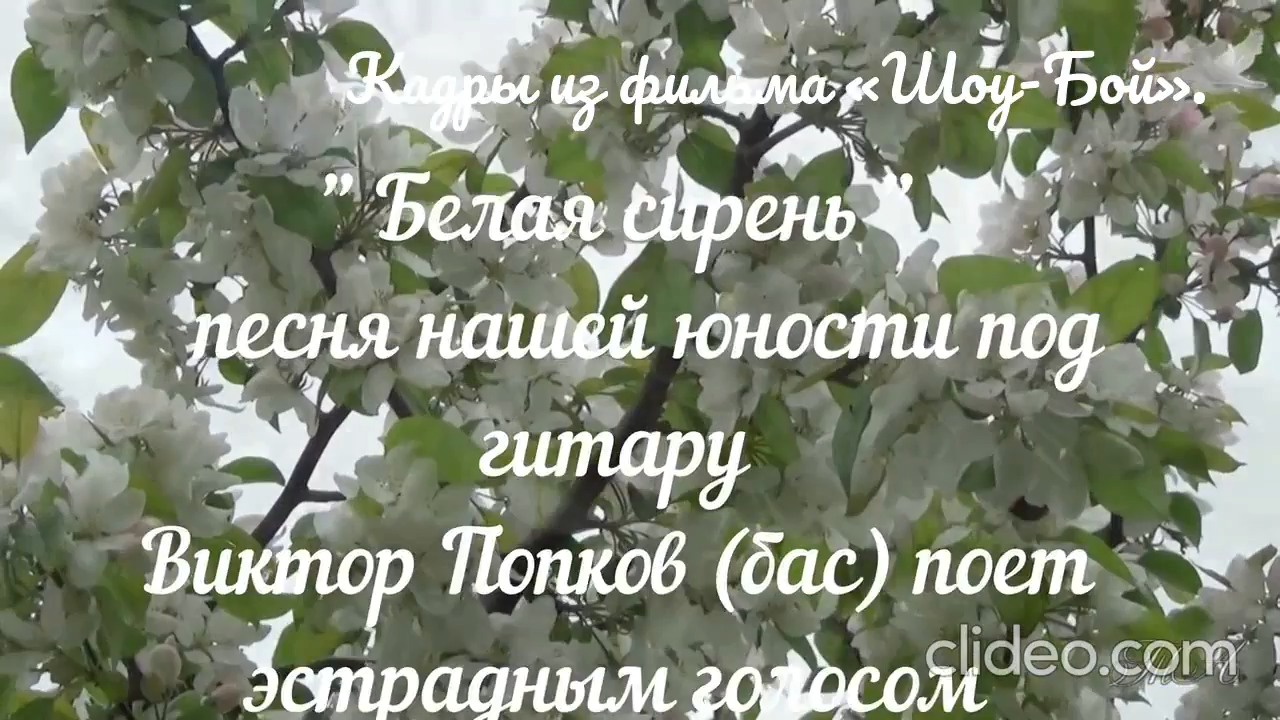 Кадры из фильма «Шоу-Бой».
" Белая сирень "
песня нашей юности под
гитару
Виктор Попков (бас) поет
эстрадным голосом
clideo.com